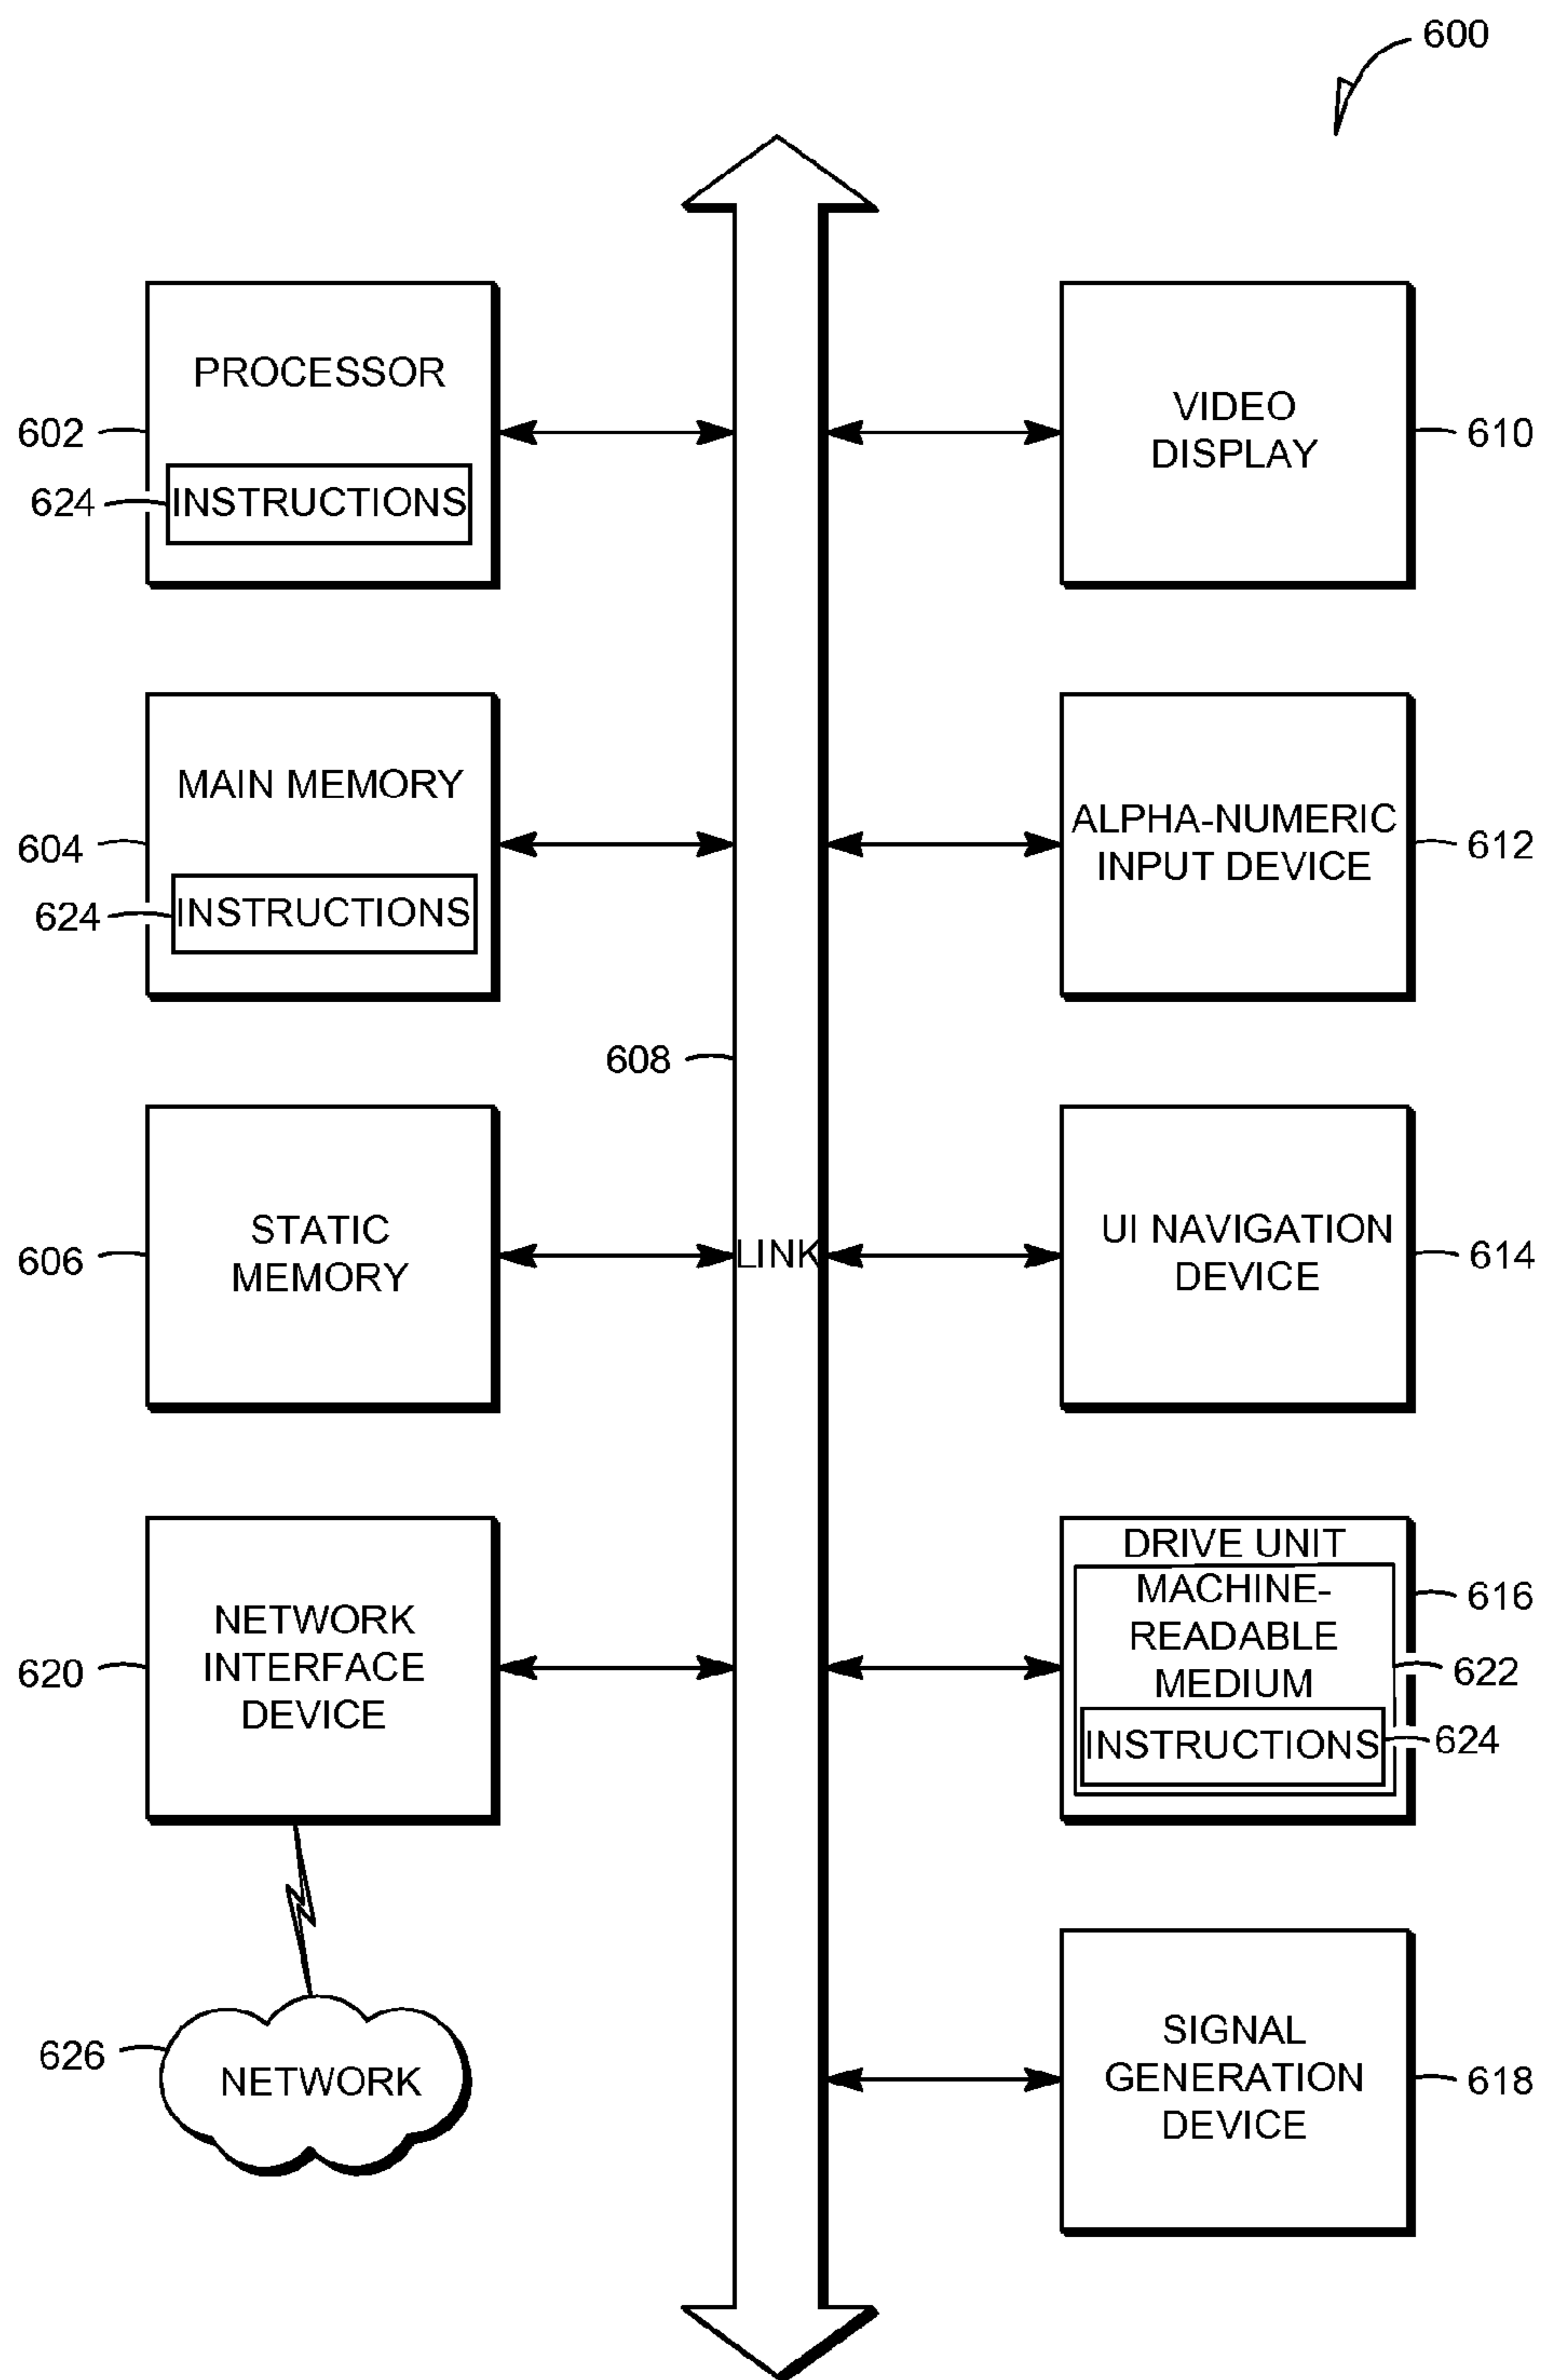 600
PROCESSOR
602
624
INSTRUCTIONS
VIDEO
DISPLAY
610
MAIN MEMORY
604
624
INSTRUCTIONS
ALPHA-NUMERIC
INPUT DEVICE
612
608
STATIC
MEMORY
606
LINK
UI NAVIGATION
DEVICE
614
NETWORK
INTERFACE
DEVICE
620
DRIVE UNIT
MACHINE-
READABLE
MEDIUM
INSTRUCTIONS
616
622
624
626
NETWORK
SIGNAL
GENERATION
DEVICE
618